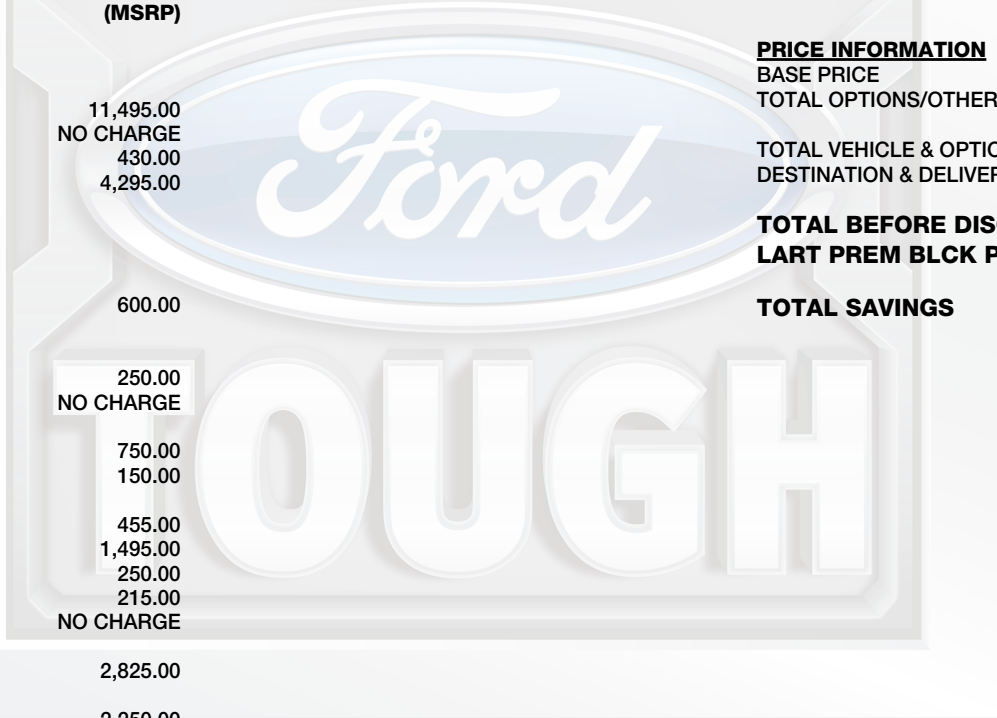 (MSRP)
11,495.00
NO CHARGE
430.00
4,295.00
600.00
250.00
NO CHARGE
750.00
150.00
455.00
1,495.00
250.00
215.00
NO CHARGE
2,825.00
Ford
TOUGH
PRICE INFORMATION
BASE PRICE
TOTAL OPTIONS/OTHER
TOTAL VEHICLE & OPTIO
DESTINATION & DELIVER
TOTAL BEFORE DIS
LART PREM BLCK P
TOTAL SAVINGS